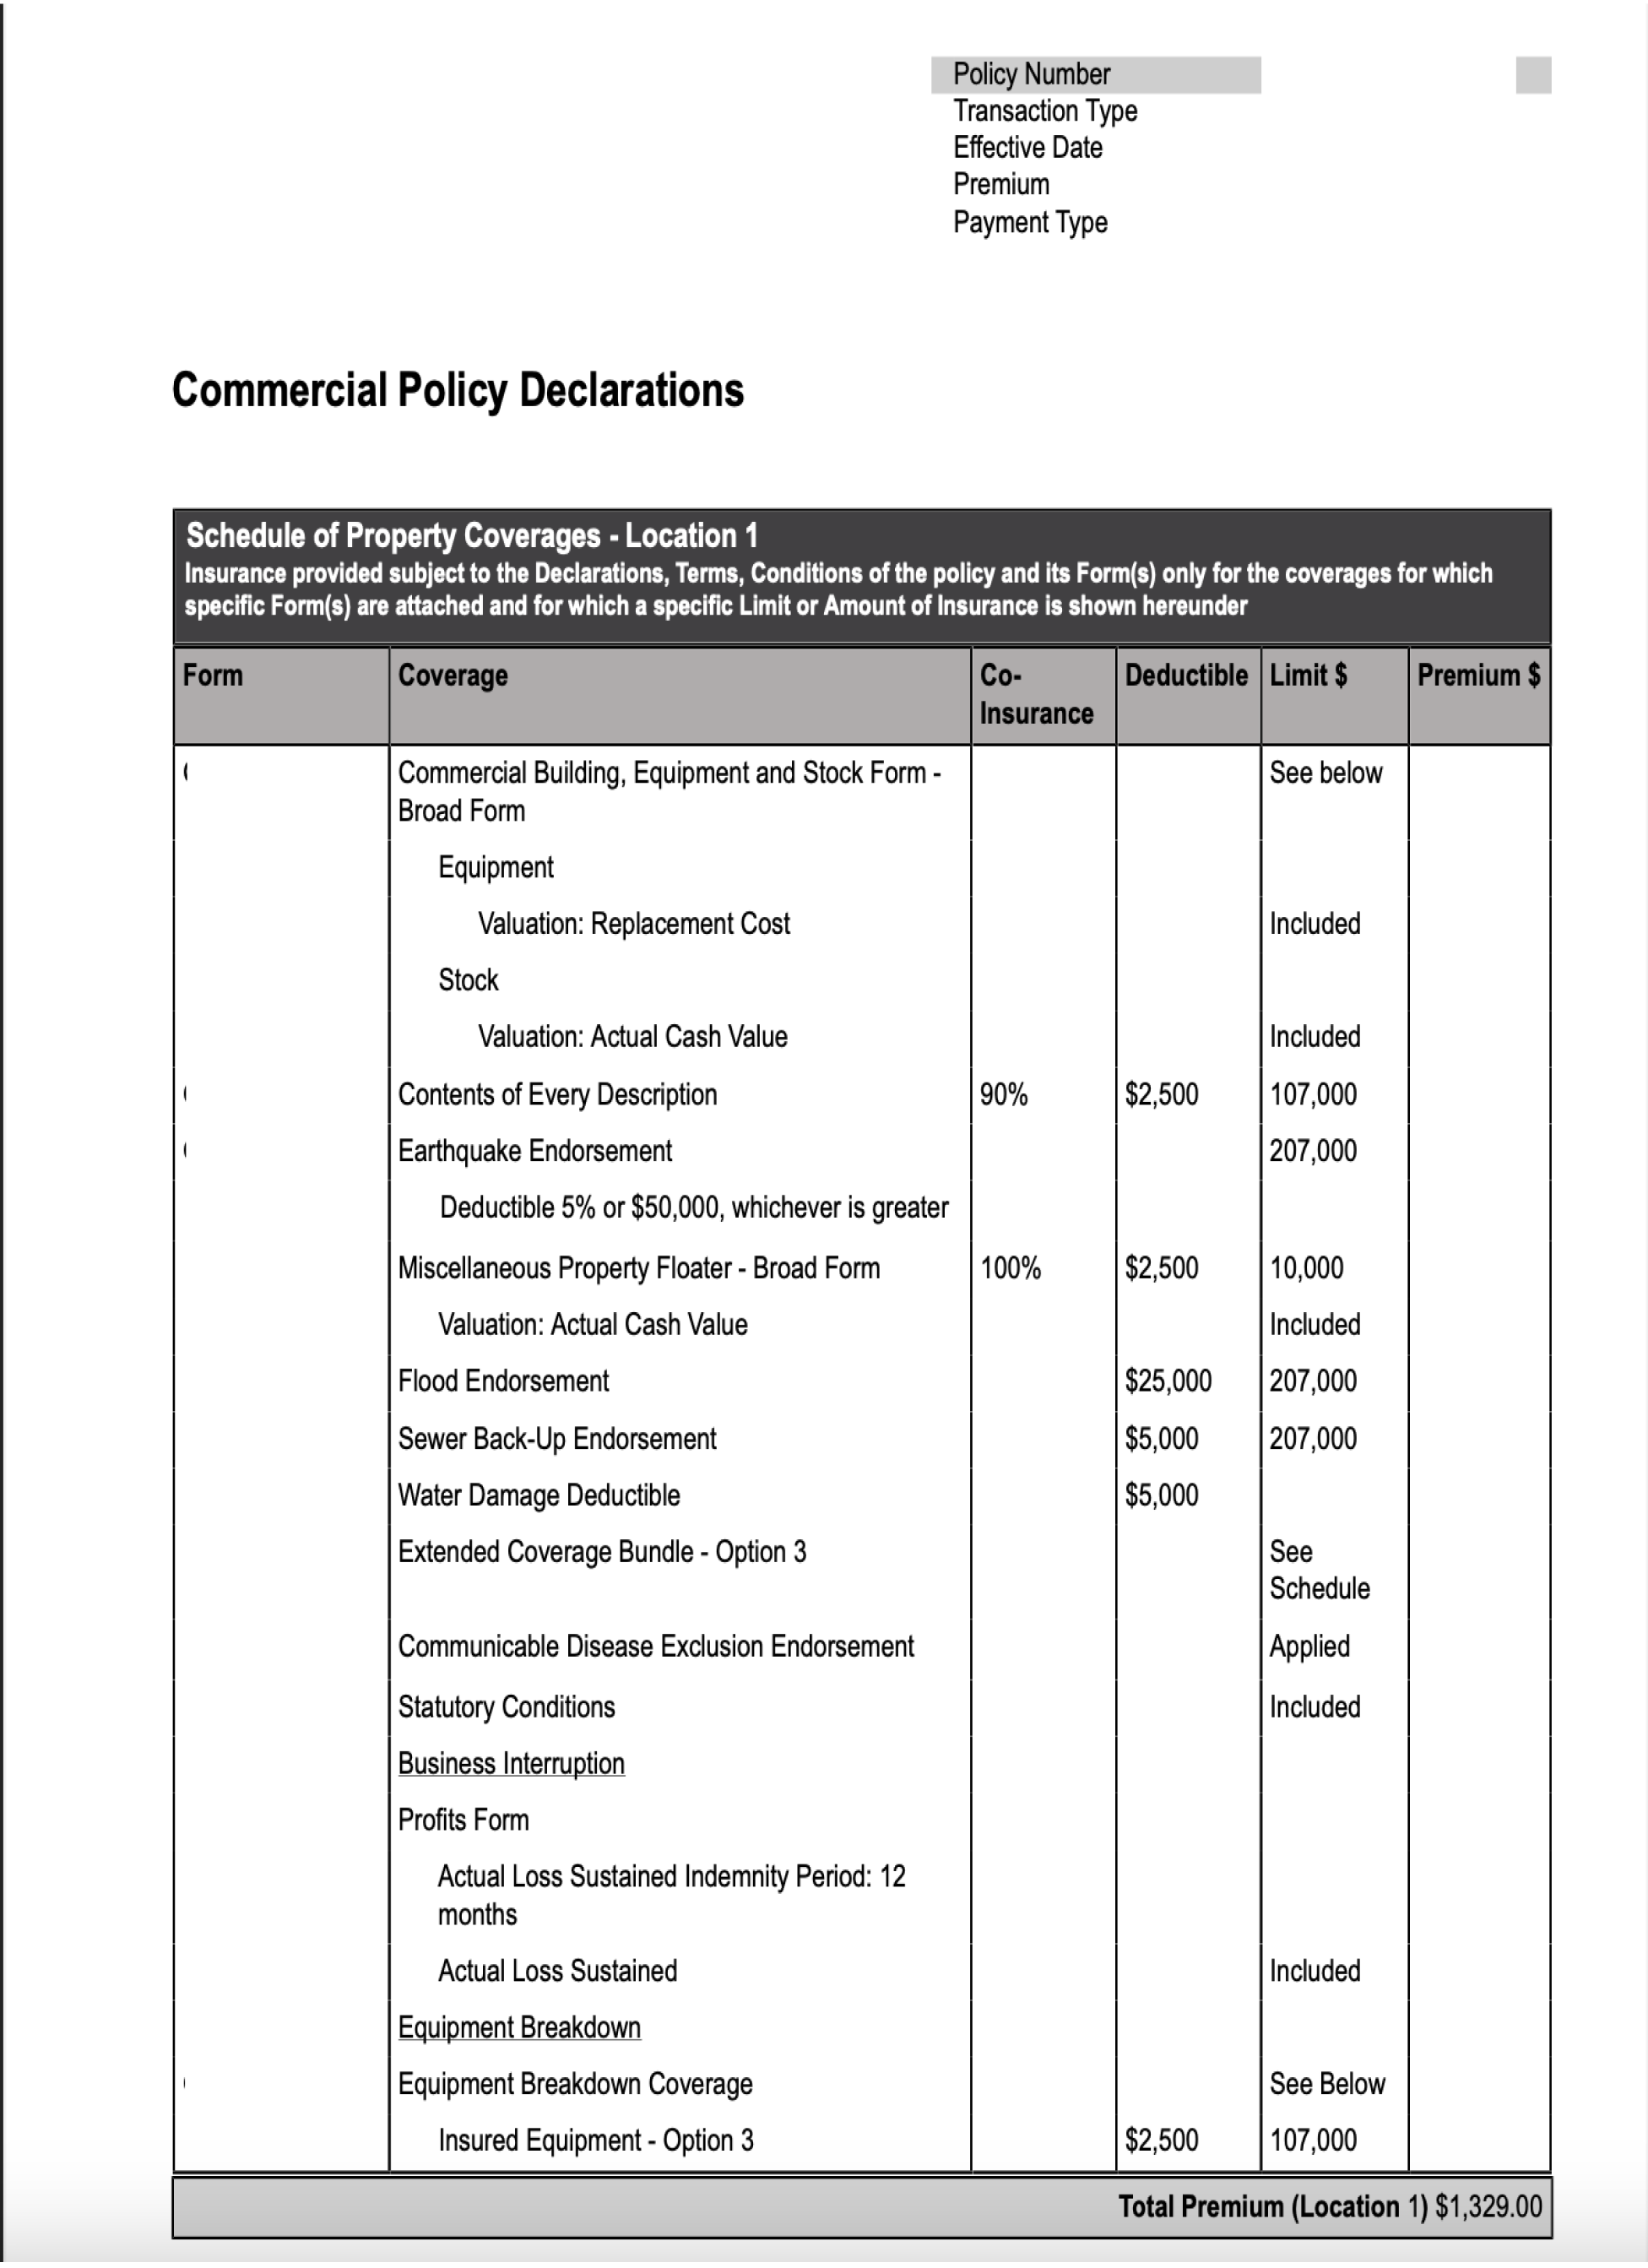 Policy Number
Transaction Type
Effective Date
Premium
Payment Type
Commercial Policy Declarations
Schedule of Property Coverages - Location 1
Insurance provided subject to the Declarations, Terms, Conditions of the policy and its Form(s) only for the coverages for which
specific Form(s) are attached and for which a specific Limit or Amount of Insurance is shown hereunder
Form Coverage Co- Deductible Limit $ Premium $
Insurance
Commercial Building, Equipment and Stock Form - See below
Broad Form
Equipment
Valuation: Replacement Cost Included
Stock
Valuation: Actual Cash Value Included
Contents of Every Description 90% $2,500 107,000
Earthquake Endorsement 207,000
Deductible 5% or $50,000, whichever is greater
Miscellaneous Property Floater - Broad Form 100% $2,500 10,000
Valuation: Actual Cash Value Included
Flood Endorsement $25,000 207,000
Sewer Back-Up Endorsement $5,000 207,000
Water Damage Deductible $5,000
Extended Coverage Bundle - Option 3 See
Schedule
Communicable Disease Exclusion Endorsement Applied
Statutory Conditions Included
Business Interruption
Profits Form
Actual Loss Sustained Indemnity Period: 12
months
Actual Loss Sustained Included
Equipment Breakdown
Equipment Breakdown Coverage See Below
Insured Equipment - Option 3 $2,500 107,000
Total Premium (Location 1) $1,329.00